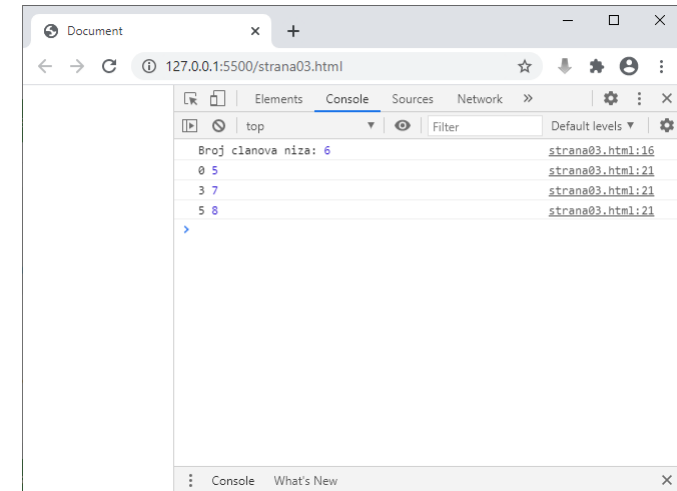 Document
127.0.0.1:5500/strana03.html
Elements Console Sources Network »
top Filter Default levels ▼
Broj clanova niza: 6 strana03.html:16
0 5 strana03.html:21
3 7 strana03.html:21
5 8 strana03.html:21
Console What's New